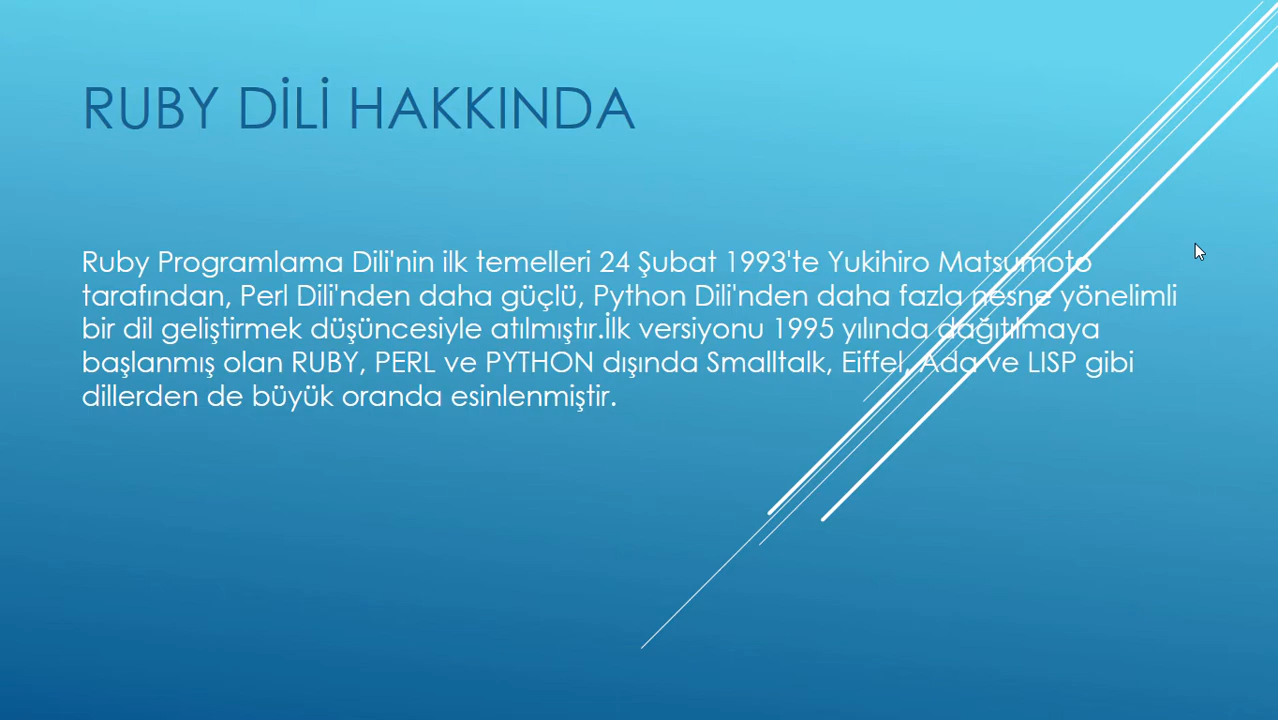 RUBY DİLİ HAKKINDA
Ruby Programlama Dili'nin ilk temelleri 24 Şubat 1993'te Yukihiro Matsumoto
tarafından, Perl Dili'nden daha güçlü, Python Dili'nden daha fazla nesne yönelimli
bir dil geliştirmek düşüncesiyle atılmıştır.İlk versiyonu 1995 yılında dağıtılmaya
başlanmış olan RUBY, PERL ve PYTHON dışında Smalltalk, Eiffel, Ada ve LISP gibi
dillerden de büyük oranda esinlenmiştir.